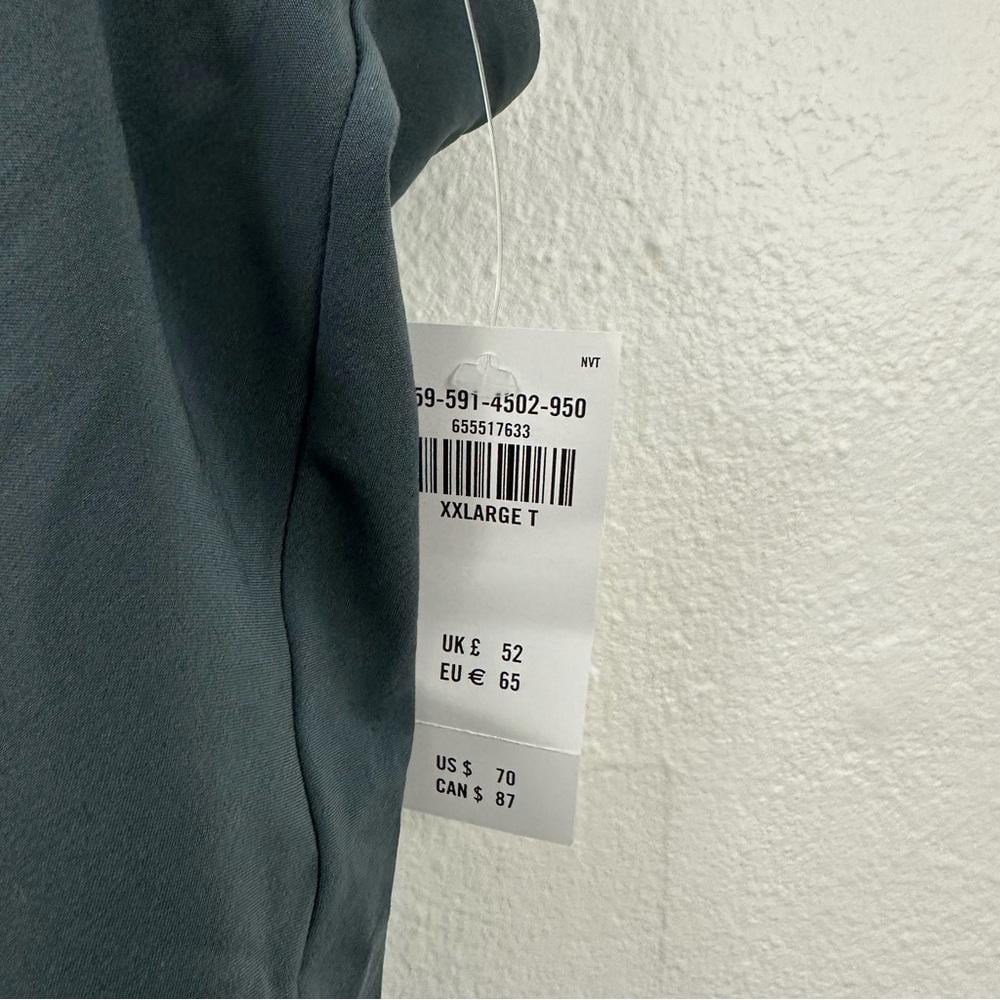 NVT
59-591-4502-950
655517633
XXLARGE T
UK £ 52
EU € 65
US $ 70
CAN $ 87